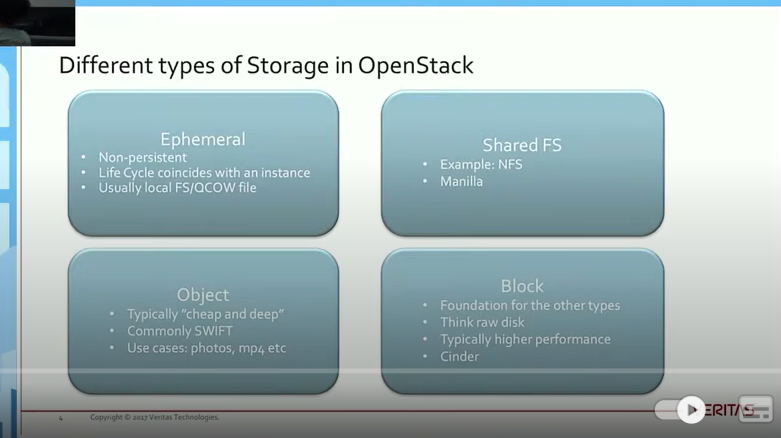 Different types of Storage in OpenStack
Ephemeral
• Non-persistent
• Life Cycle coincides with an instance
• Usually local FS/QCOW file
Shared FS
• Example: NFS
• Manilla
Object
• Typically “cheap and deep”
• Commonly SWIFT
• Use cases: photos, mp4 etc
Block
• Foundation for the other types
• Think raw disk
• Typically higher performance
• Cinder
4
Copyright © 2017 Veritas Technologies.